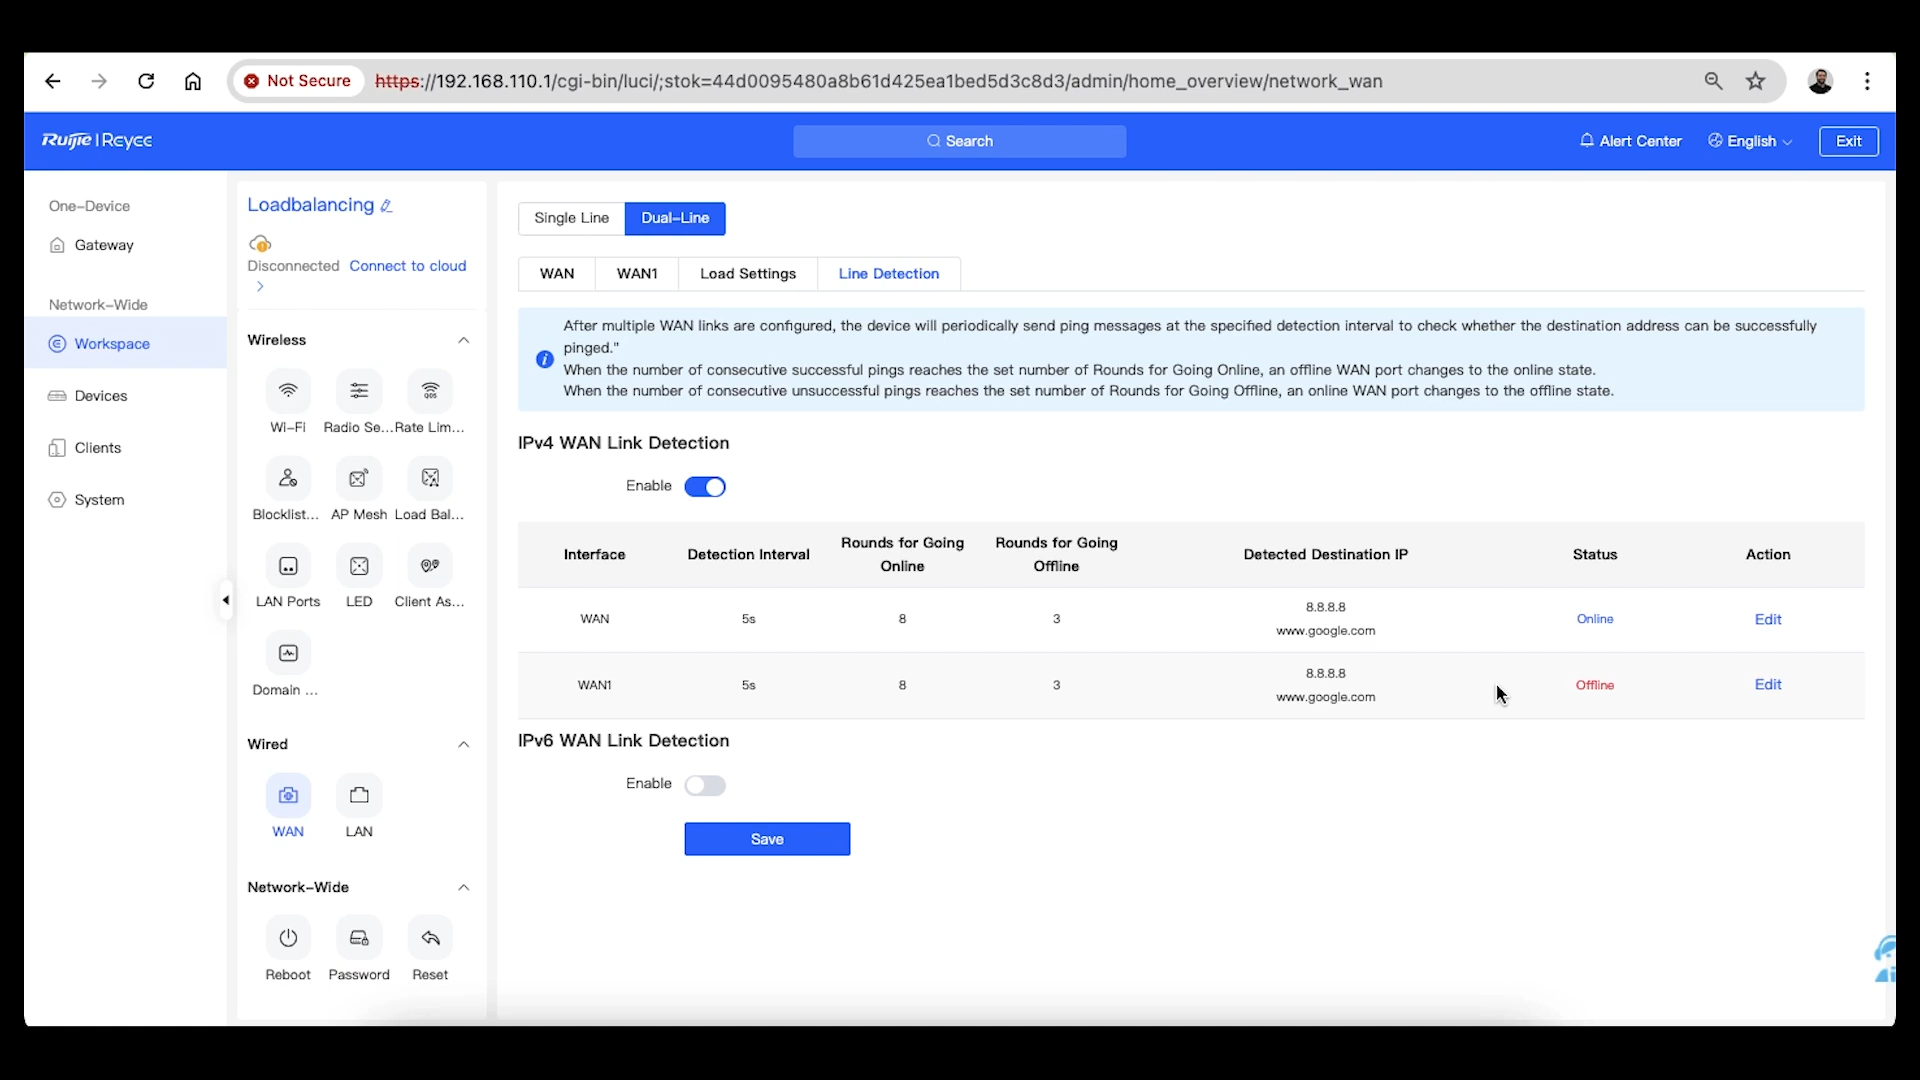 Not Secure https://192.168.110.1/cgi-bin/luci/;stok=44d0095480a8b61d425ea1bed5d3c8d3/admin/home_overview/network_wan
Ruijie | Reyee
Search
Alert Center
English
Exit
One-Device
Gateway
Network-Wide
Workspace
Devices
Clients
System
Loadbalancing
Disconnected Connect to cloud
Wireless
Wi-Fi Radio Se... Rate Lim...
Blocklist... AP Mesh Load Bal...
LAN Ports LED Client As...
Domain ...
Wired
WAN LAN
Network-Wide
Reboot Password Reset
Single Line Dual-Line
WAN WAN1 Load Settings Line Detection
After multiple WAN links are configured, the device will periodically send ping messages at the specified detection interval to check whether the destination address can be successfully
pinged."
When the number of consecutive successful pings reaches the set number of Rounds for Going Online, an offline WAN port changes to the online state.
When the number of consecutive unsuccessful pings reaches the set number of Rounds for Going Offline, an online WAN port changes to the offline state.
IPv4 WAN Link Detection
Enable
Interface Detection Interval Rounds for Going Online Rounds for Going Offline Detected Destination IP Status Action
WAN 5s 8 3 8.8.8.8 www.google.com Online Edit
WAN1 5s 8 3 8.8.8.8 www.google.com Offline Edit
IPv6 WAN Link Detection
Enable
Save